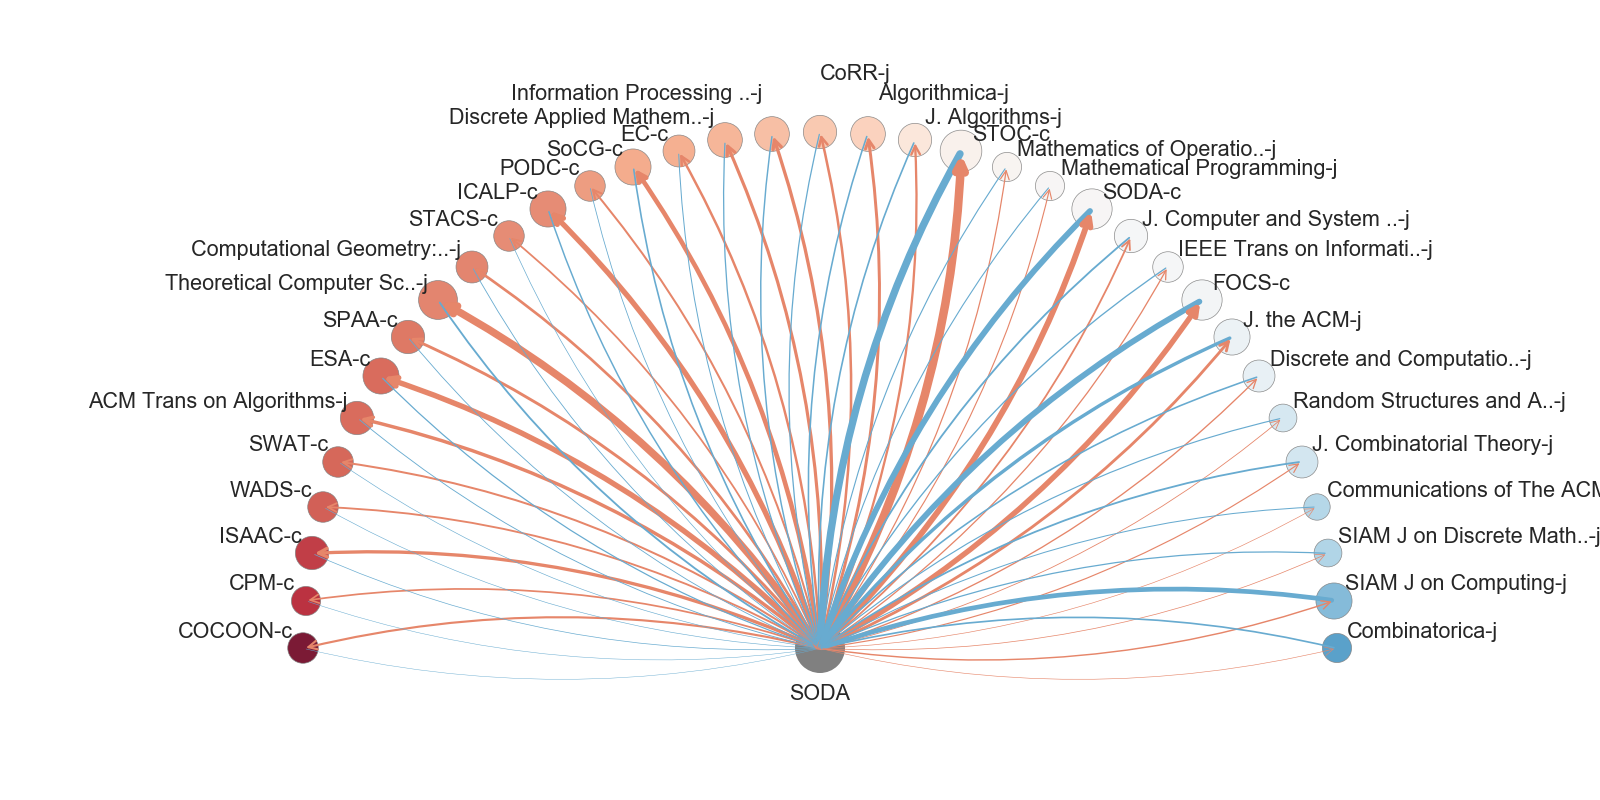 CoRR-j
Information Processing ..-j
Algorithmica-j
Discrete Applied Mathem..-j
J. Algorithms-j
EC-c
STOC-c
SoCG-c
Mathematics of Operatio..-j
PODC-c
Mathematical Programming-j
ICALP-c
SODA-c
STACS-c
J. Computer and System ..-j
Computational Geometry:..-j
IEEE Trans on Informati..-j
Theoretical Computer Sc..-j
FOCS-c
SPAA-c
J. the ACM-j
ESA-c
Discrete and Computatio..-j
ACM Trans on Algorithms-j
Random Structures and A..-j
SWAT-c
J. Combinatorial Theory-j
WADS-c
Communications of The ACM
ISAAC-c
SIAM J on Discrete Math..-j
CPM-c
SIAM J on Computing-j
COCOON-c
Combinatorica-j
SODA